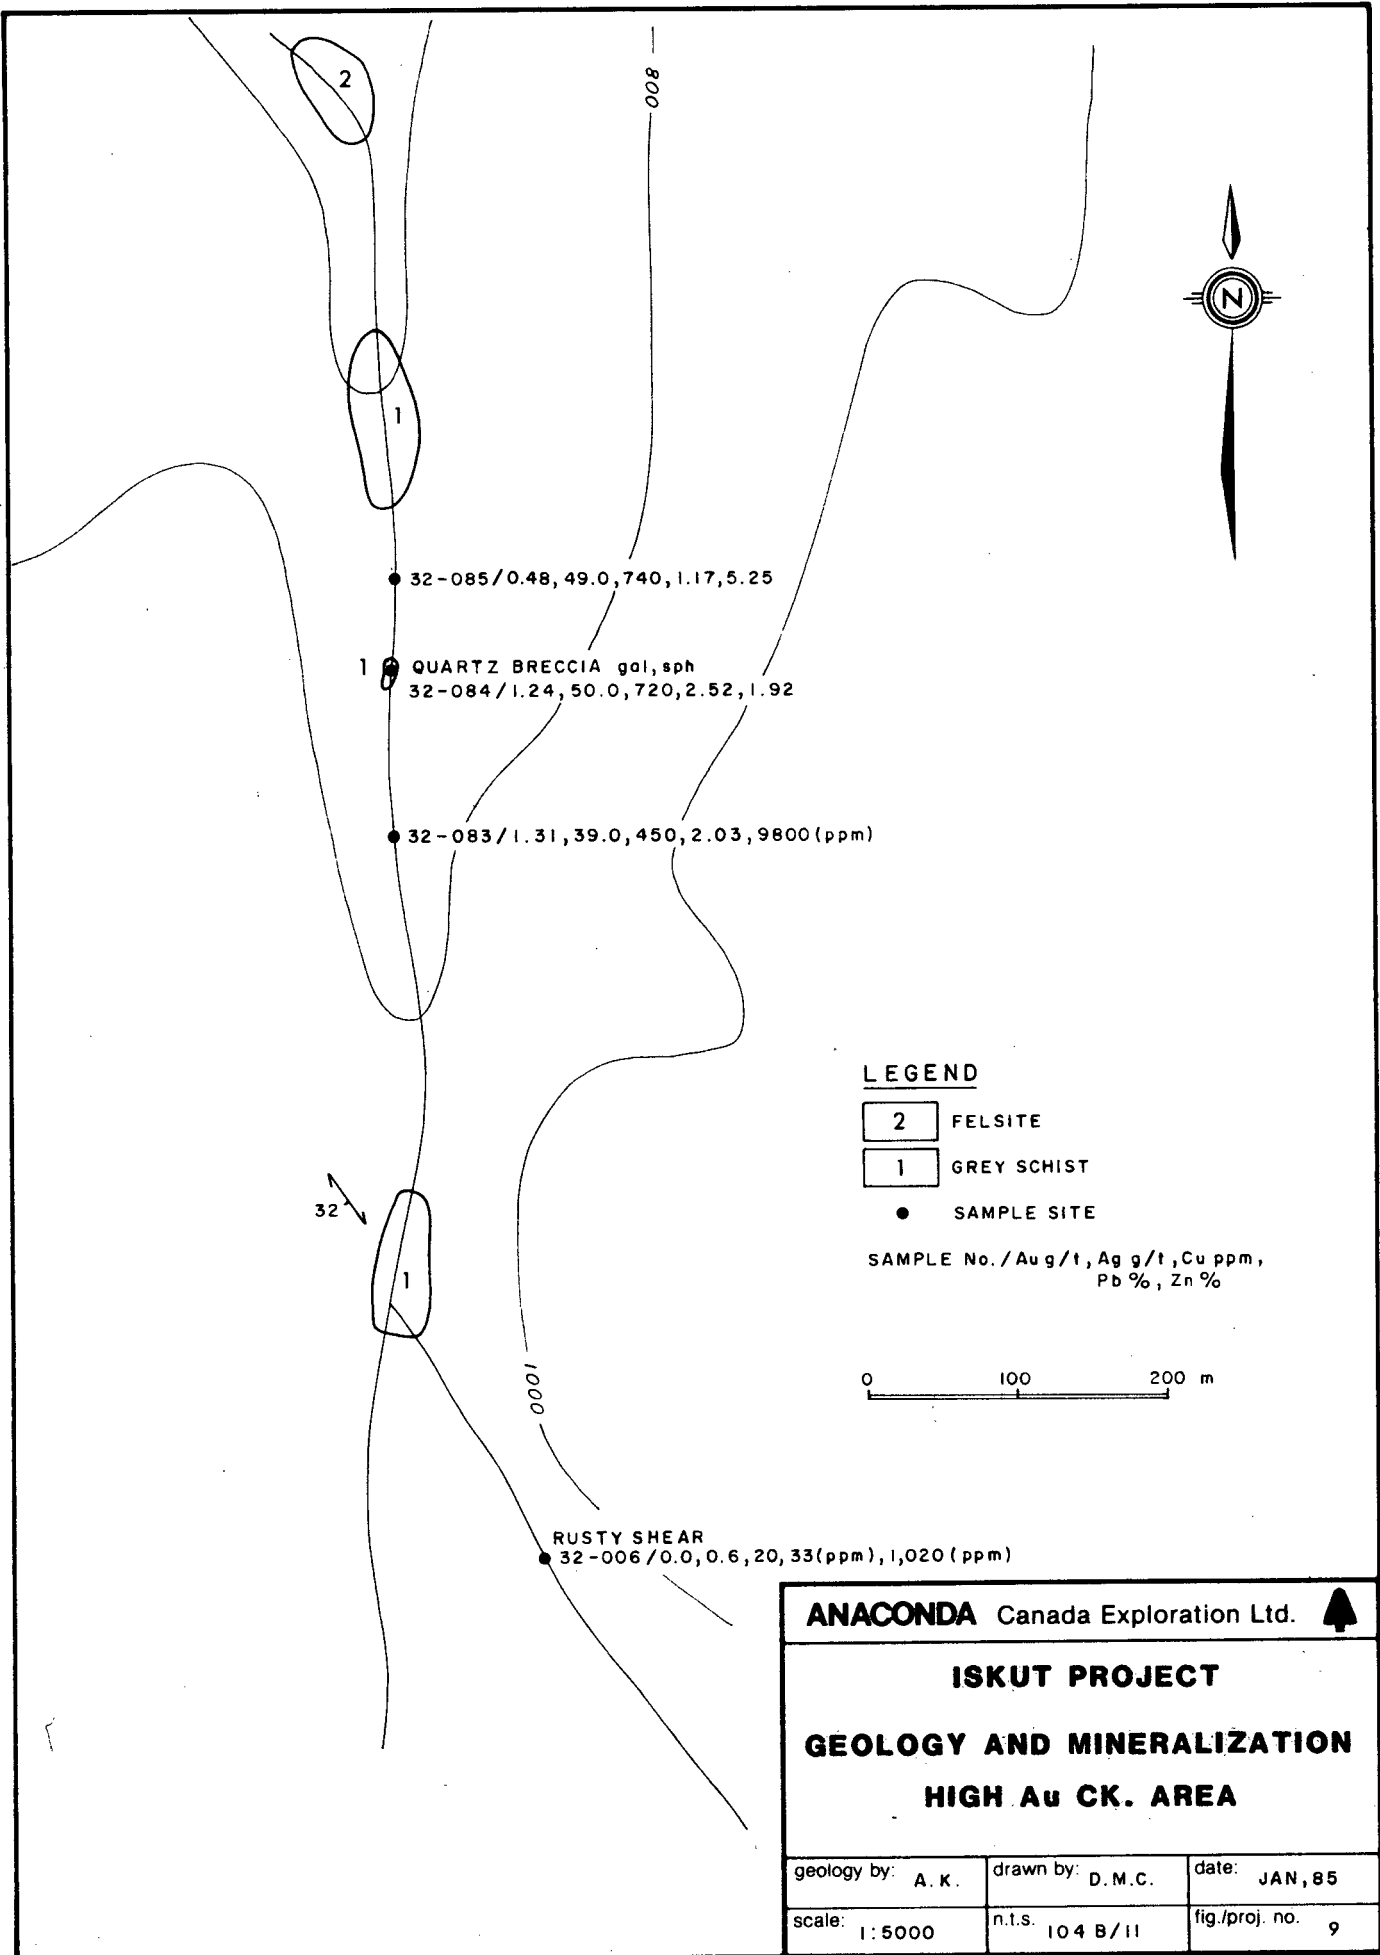 2
800
N
1
32-085/0.48, 49.0, 740, 1.17, 5.25
1
QUARTZ BRECCIA gal, sph
32-084/1.24, 50.0, 720, 2.52, 1.92
32-083/1.31, 39.0, 450, 2.03, 9800 (ppm)
LEGEND
2 FELSITE
1 GREY SCHIST
SAMPLE SITE
SAMPLE No./Au g/t, Ag g/t, Cu ppm,
Pb %, Zn %
32
1
0 100 200 m
1000
RUSTY SHEAR
32-006/0.0, 0.6, 20, 33(ppm), 1,020 (ppm)
ANACONDA Canada Exploration Ltd.
ISKUT PROJECT
GEOLOGY AND MINERALIZATION
HIGH Au CK. AREA
geology by: A.K. drawn by: D.M.C. date: JAN, 85
scale: 1:5000 n.t.s. 104 B/11 fig./proj. no. 9